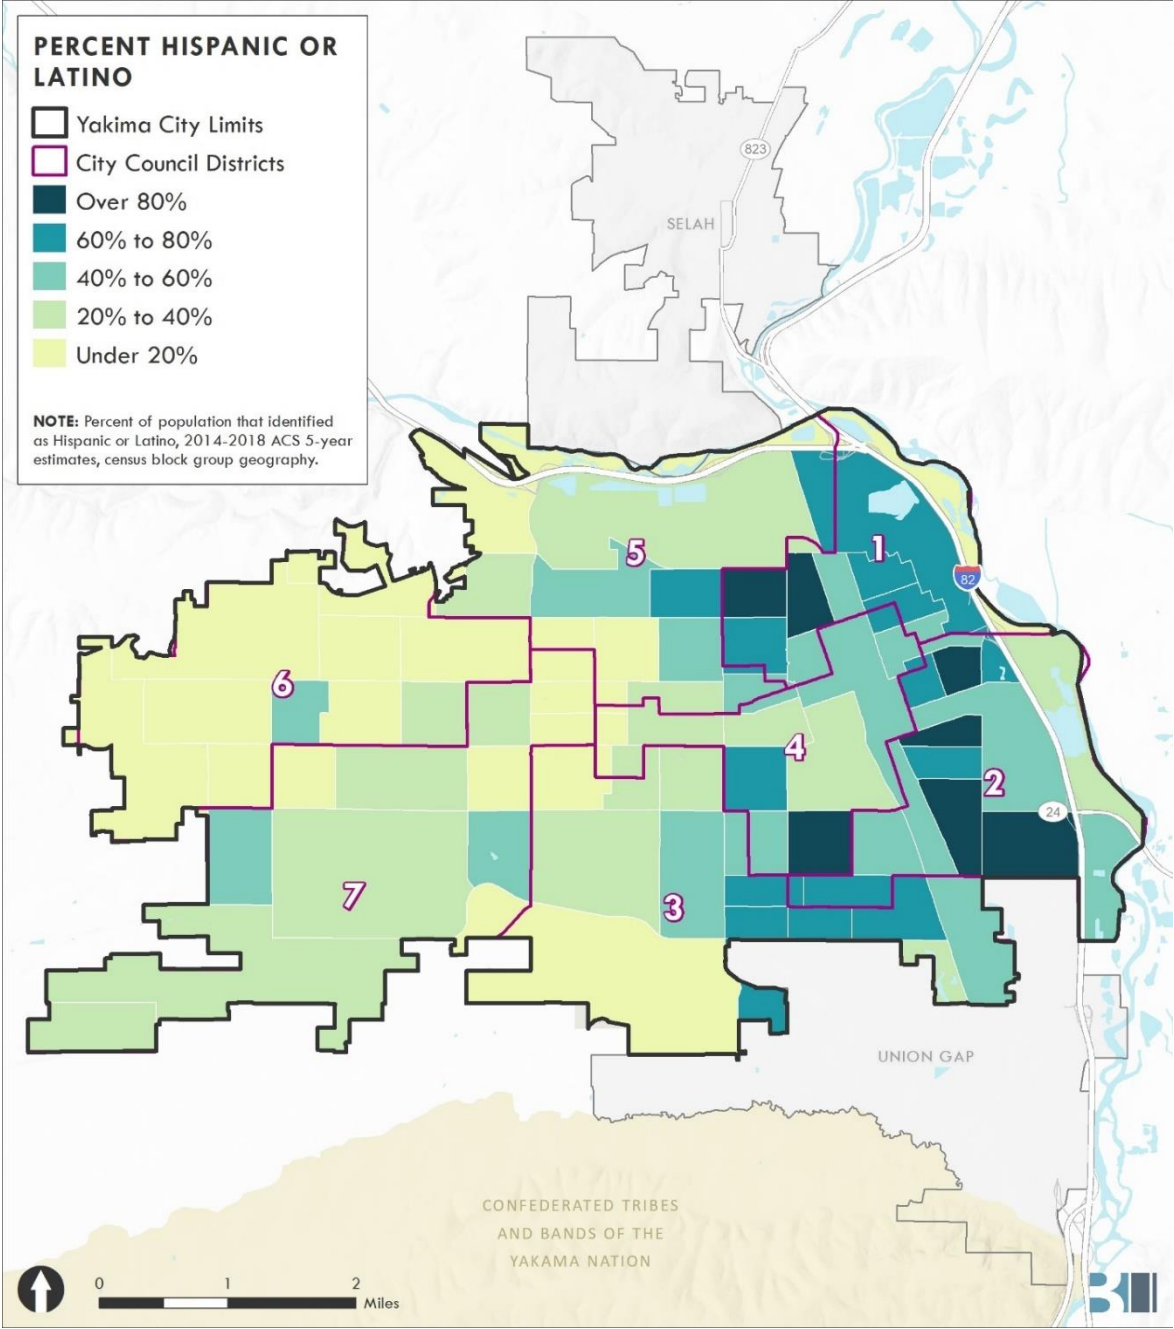 PERCENT HISPANIC OR
LATINO
Yakima City Limits
City Council Districts
Over 80%
60% to 80%
40% to 60%
20% to 40%
Under 20%
NOTE: Percent of population that identified
as Hispanic or Latino, 2014-2018 ACS 5-year
estimates, census block group geography.
823
SELAH
5
1
82
6
4
2
24
7
3
UNION GAP
CONFEDERATED TRIBES
AND BANDS OF THE
YAKAMA NATION
0 1 2
Miles